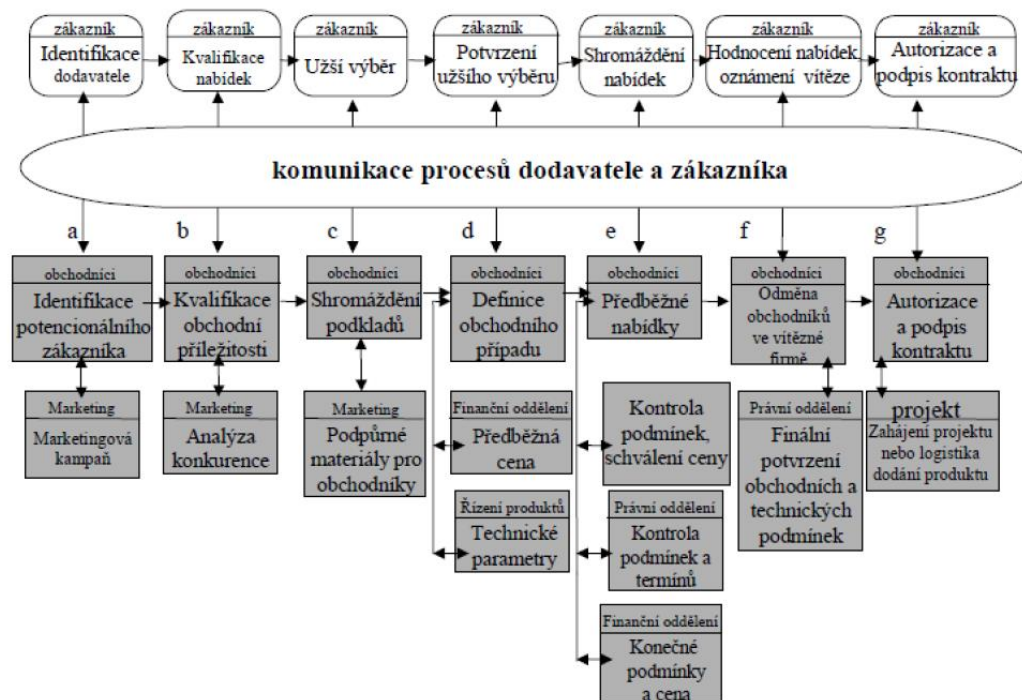 zákazník
Identifikace
dodavatele
zákazník
Kvalifikace
nabídek
zákazník
Užší výběr
zákazník
Potvrzení
užšího výběru
zákazník
Shromáždění
nabídek
zákazník
Hodnocení nabídek,
oznámení vítěze
zákazník
Autorizace a
podpis kontraktu
komunikace procesů dodavatele a zákazníka
a
b
c
d
e
f
g
obchodníci
Identifikace
potencionálního
zákazníka
obchodníci
Kvalifikace
obchodní
příležitosti
obchodníci
Shromáždění
podkladů
obchodníci
Definice
obchodního
případu
obchodníci
Předběžné
nabídky
obchodníci
Odměna
obchodníků
ve vítězné
firmě
obchodníci
Autorizace
a podpis
kontraktu
Marketing
Marketingová
kampaň
Marketing
Analýza
konkurence
Marketing
Podpůrné
materiály pro
obchodníky
Finanční oddělení
Předběžná
cena
Kontrola
podmínek,
schválení ceny
Právní oddělení
Finální
potvrzení
obchodních a
technických
podmínek
projekt
Zahájení projektu
nebo logistika
dodání produktu
Řízení produktů
Technické
parametry
Právní oddělení
Kontrola
podmínek a
termínů
Finanční oddělení
Konečné
podmínky
a cena